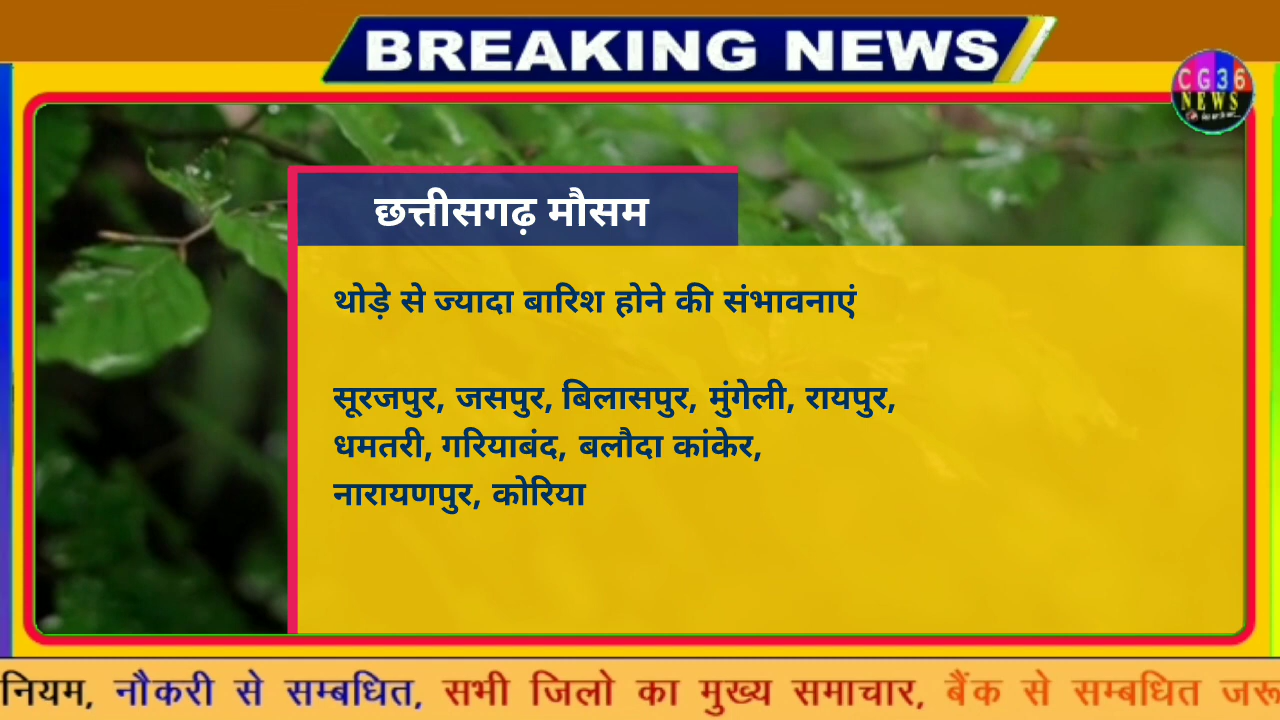 BREAKING NEWS
CG36
NEWS
छत्तीसगढ़ मौसम
थोड़े से ज्यादा बारिश होने की संभावनाएं
सूरजपुर, जसपुर, बिलासपुर, मुंगेली, रायपुर,
धमतरी, गरियाबंद, बलौदा कांकेर,
नारायणपुर, कोरिया
नियम, नौकरी से सम्बधित, सभी जिलो का मुख्य समाचार, बैंक से सम्बधित